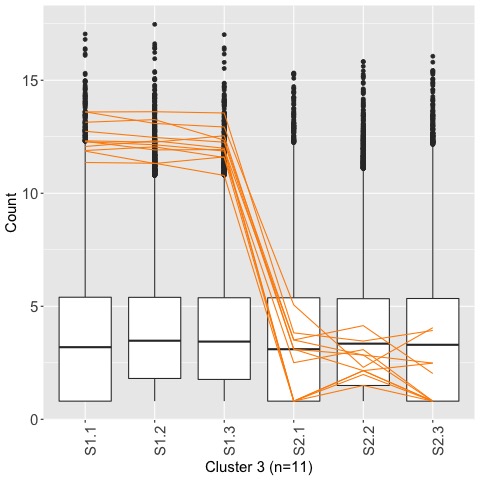 Count
15
10
5
0
S1.1
S1.2
S1.3
S2.1
S2.2
S2.3
Cluster 3 (n=11)